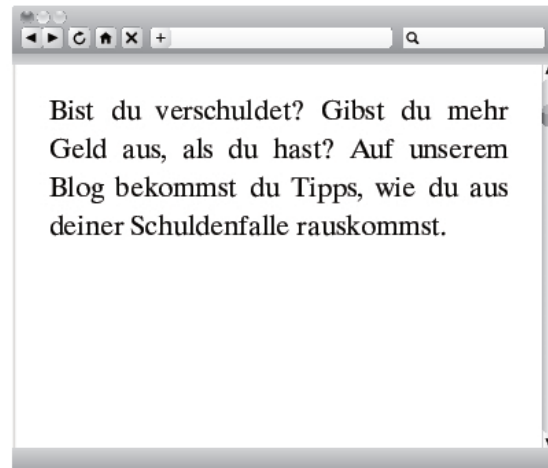 Bist du verschuldet? Gibst du mehr
Geld aus, als du hast? Auf unserem
Blog bekommst du Tipps, wie du aus
deiner Schuldenfalle rauskommst.